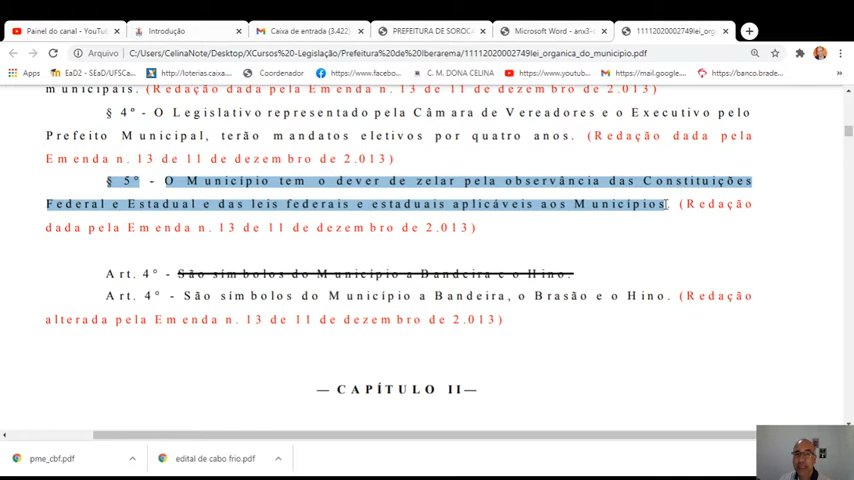 Painel do canal - YouTub
Introdução
Caixa de entrada (3.422)
PREFEITURA DE SOROC
Microsoft Word - anx3-
11112020002749lei_orga
Arquivo
C:/Users/CelinaNote/Desktop/XCursos%20-Legislação/Prefeitura%20de%20Iberarema/11112020002749lei_organica_do_municipio.pdf
Apps
EaD2 - SEaD/UFSCa...
http://loterias.caixa...
Coordenador
https://www.facebo...
C. M. DONA CELINA
https://www.youtub...
https://mail.google....
https://banco.brade...
municipais. (Redação dada pela Emenda n. 13 de 11 de dezembro de 2.013)
§ 4º - O Legislativo representado pela Câmara de Vereadores e o Executivo pelo
Prefeito Municipal, terão mandatos eletivos por quatro anos. (Redação dada pela
Emenda n. 13 de 11 de dezembro de 2.013)
§ 5º - O Município tem o dever de zelar pela observância das Constituições
Federal e Estadual e das leis federais e estaduais aplicáveis aos Municípios. (Redação
dada pela Emenda n. 13 de 11 de dezembro de 2.013)
Art. 4° - São símbolos do Município a Bandeira e o Hino.
Art. 4° - São símbolos do Município a Bandeira, o Brasão e o Hino. (Redação
alterada pela Emenda n. 13 de 11 de dezembro de 2.013)
— CAPÍTULO II—
pme_cbf.pdf
edital de cabo frio.pdf